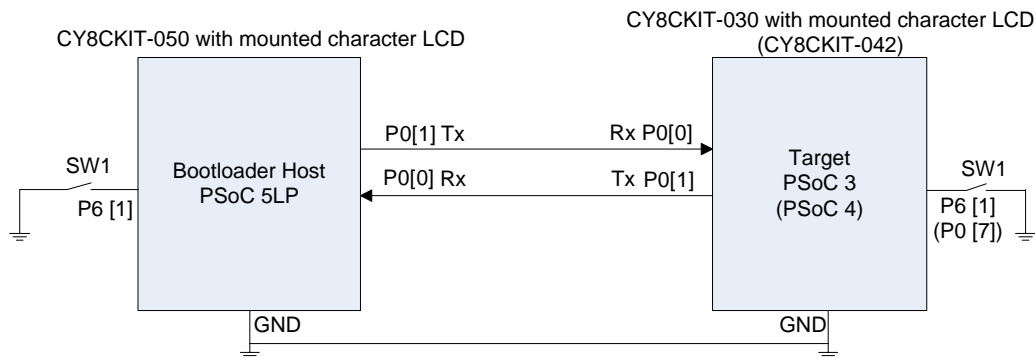 CY8CKIT-050 with mounted character LCD
CY8CKIT-030 with mounted character LCD
(CY8CKIT-042)
P0[1] Tx
Rx P0[0]
SW1
P6 [1]
Bootloader Host
PSoC 5LP
P0[0] Rx
Tx P0[1]
Target
PSoC 3
(PSoC 4)
SW1
P6 [1]
(P0 [7])
GND
GND